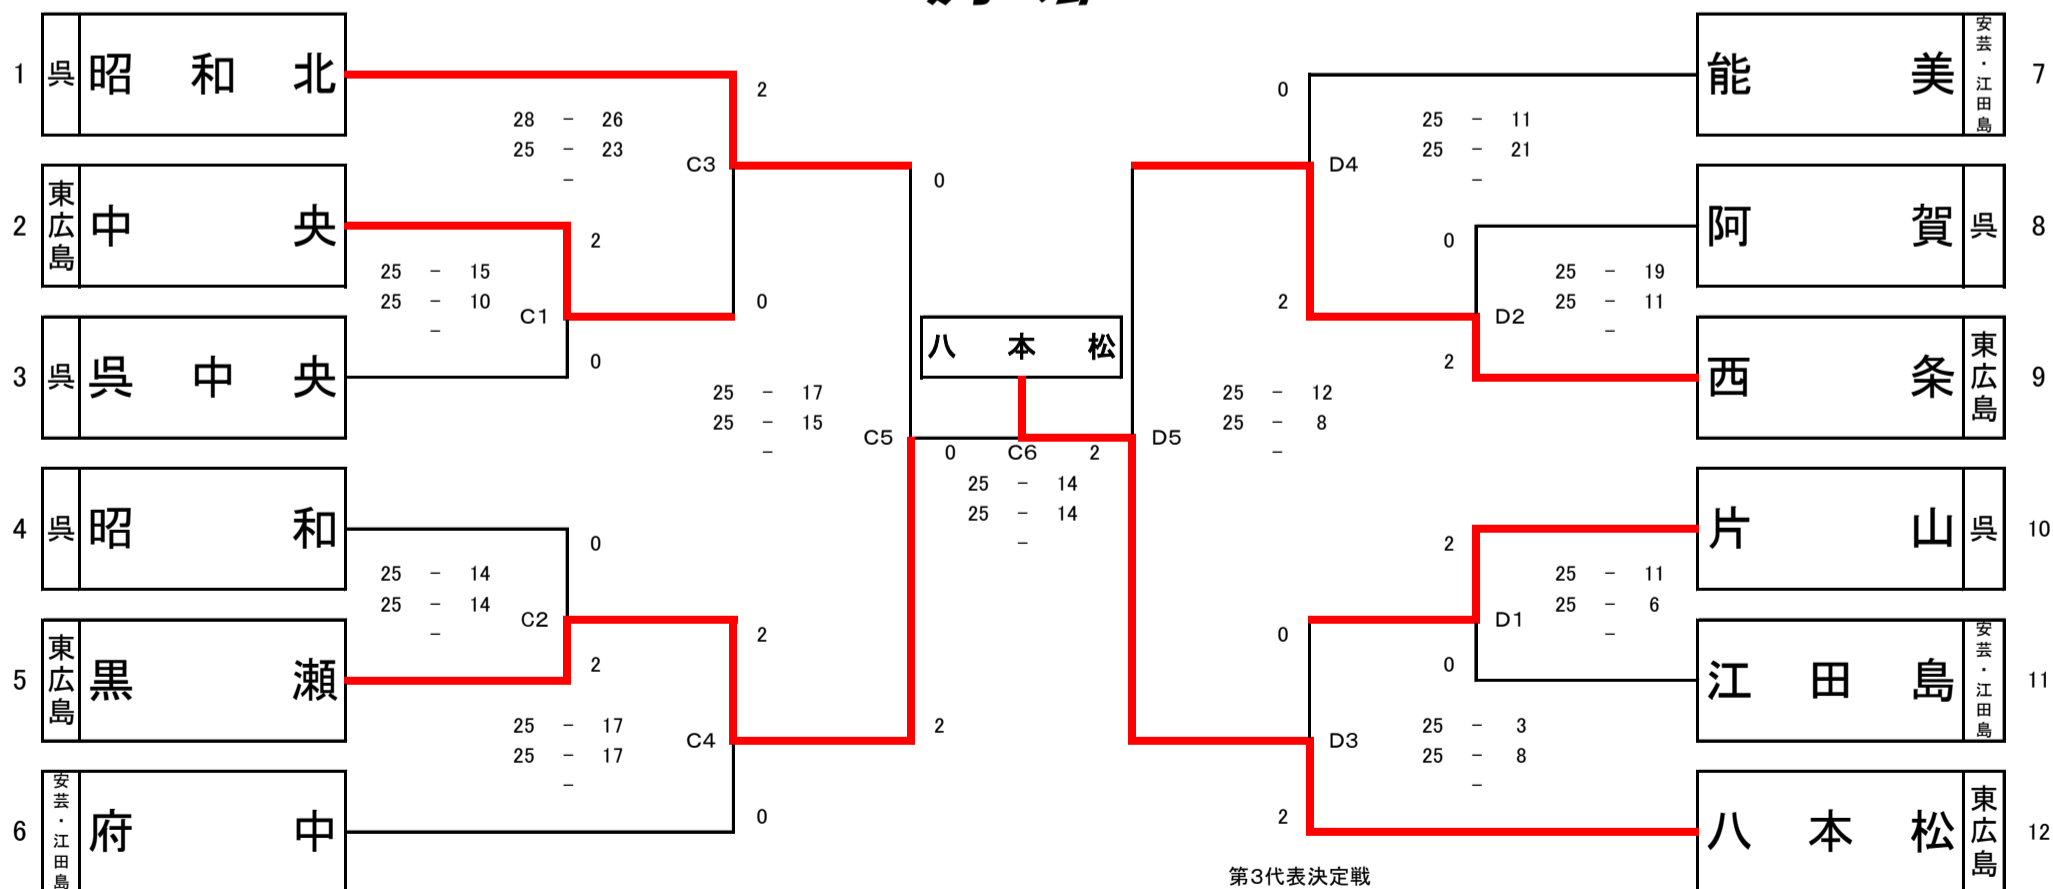 1 呉 昭和北
2 東広島 中央
3 呉 呉中央
4 呉 昭和
5 東広島 黒瀬
6 安芸・江田島 府中
28 - 26
25 - 23
-
C3
2
0
25 - 15
25 - 10
-
C1
2
0
25 - 14
25 - 14
-
C2
0
2
25 - 17
25 - 17
-
C4
2
0
25 - 17
25 - 15
-
C5
0
2
八本松
0 C6 2
25 - 14
25 - 14
-
D5
25 - 12
25 - 8
-
0
D4
2
25 - 11
25 - 21
-
0
D2
2
25 - 19
25 - 11
-
2
D1
0
25 - 11
25 - 6
-
0
D3
2
25 - 3
25 - 8
-
能美 安芸・江田島 7
阿賀 呉 8
西条 東広島 9
片山 呉 10
江田島 安芸・江田島 11
八本松 東広島 12
第3代表決定戦